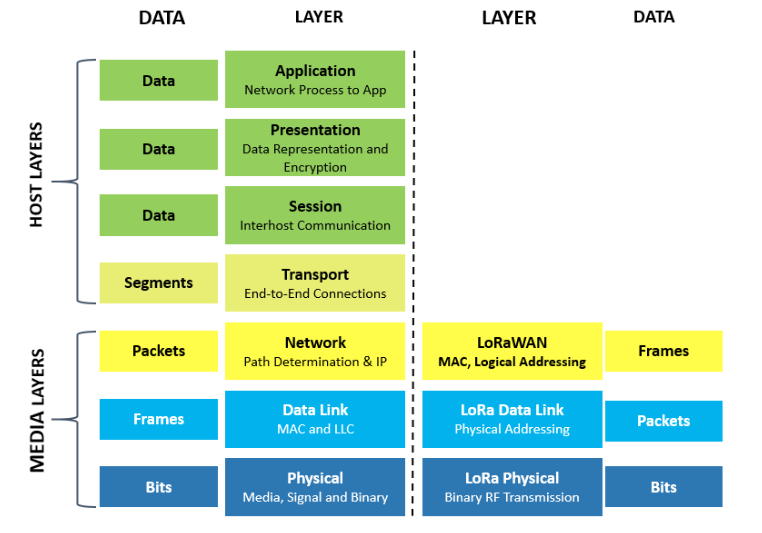 DATA LAYER LAYER DATA
HOST LAYERS
Data
Application
Network Process to App
Data
Presentation
Data Representation and
Encryption
Data
Session
Interhost Communication
Segments
Transport
End-to-End Connections
MEDIA LAYERS
Packets
Network
Path Determination & IP
LoRaWAN
MAC, Logical Addressing
Frames
Frames
Data Link
MAC and LLC
LoRa Data Link
Physical Addressing
Packets
Bits
Physical
Media, Signal and Binary
LoRa Physical
Binary RF Transmission
Bits